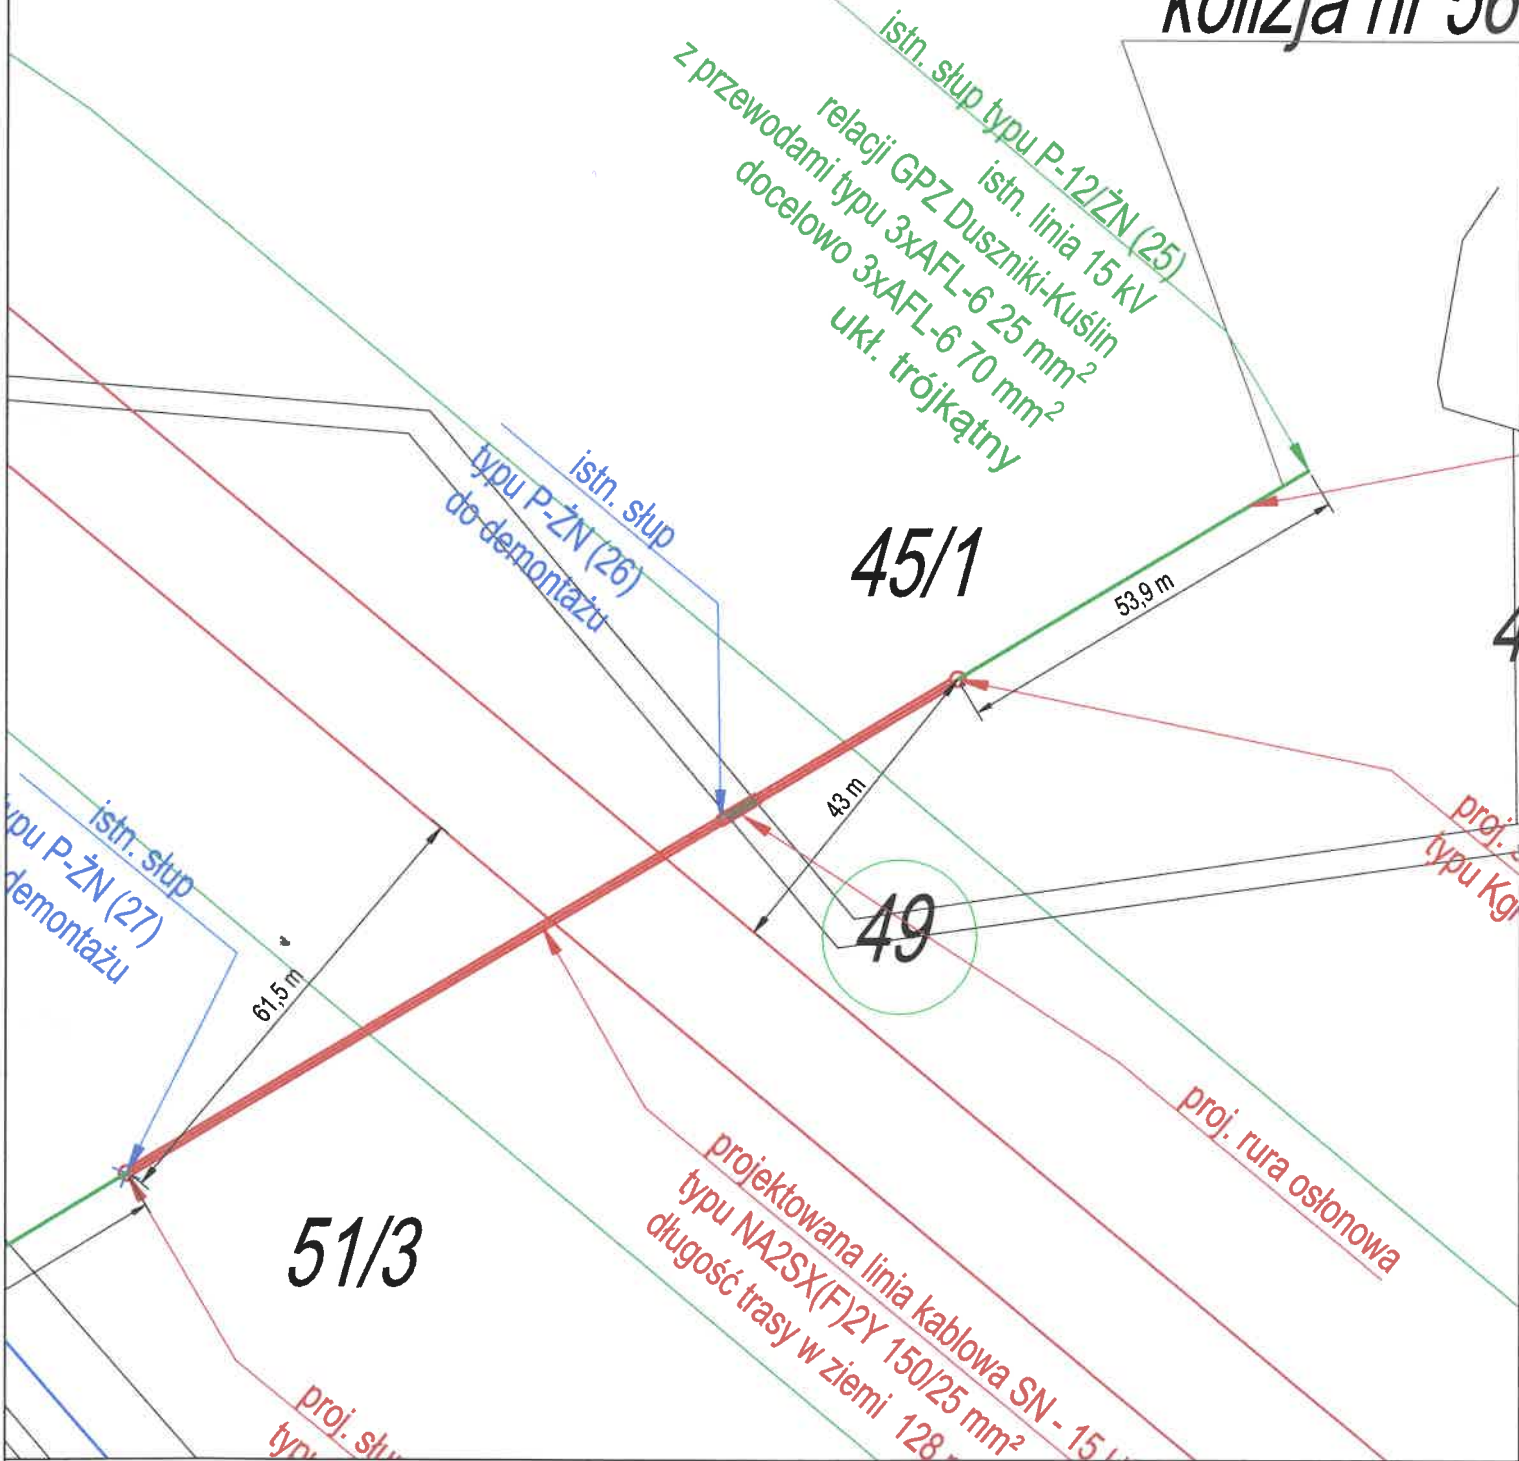 kolizja nr 56
istn. słup typu P-12/ŻN (25)
istn. linia 15 kV
relacji GPZ Duszniki-Kuślin
z przewodami typu 3xAFL-6 25 mm²
docelowo 3xAFL-6 70 mm²
ukł. trójkątny
istn. słup
typu P-ŻN (26)
do demontażu
45/1
53,9 m
4
43 m
proj.
typu Kg
istn. słup
typu P-ŻN (27)
demontażu
49
61,5 m
proj. rura osłonowa
51/3
projektowana linia kablowa SN - 15
typu NA2SX(F)2Y 150/25 mm²
długość trasy w ziemi 128
proj. słu
typu